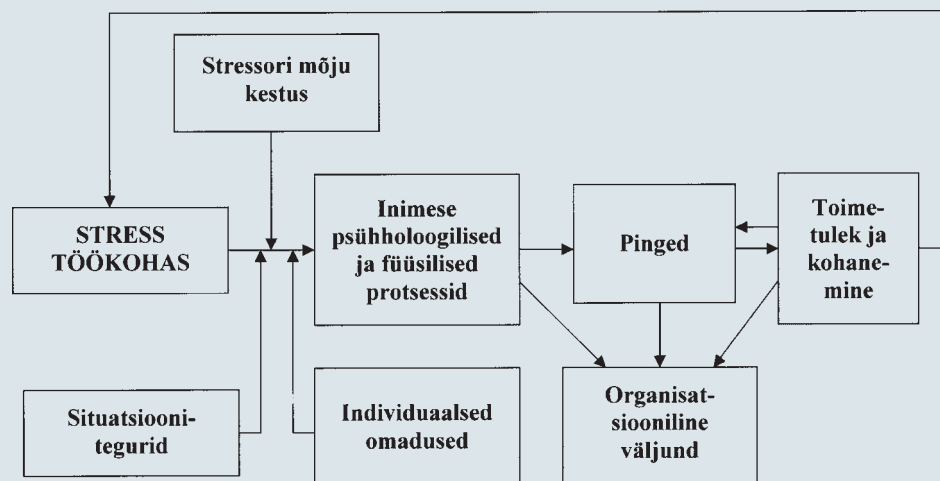 Stressori mõju
kestus
STRESS
TÖÖKOHAS
Inimese
psühholoogilised
ja füüsilised
protsessid
Pinged
Toime-
tulek ja
kohane-
mine
Situatsiooni-
tegurid
Individuaalsed
omadused
Organisat-
siooniline
väljund